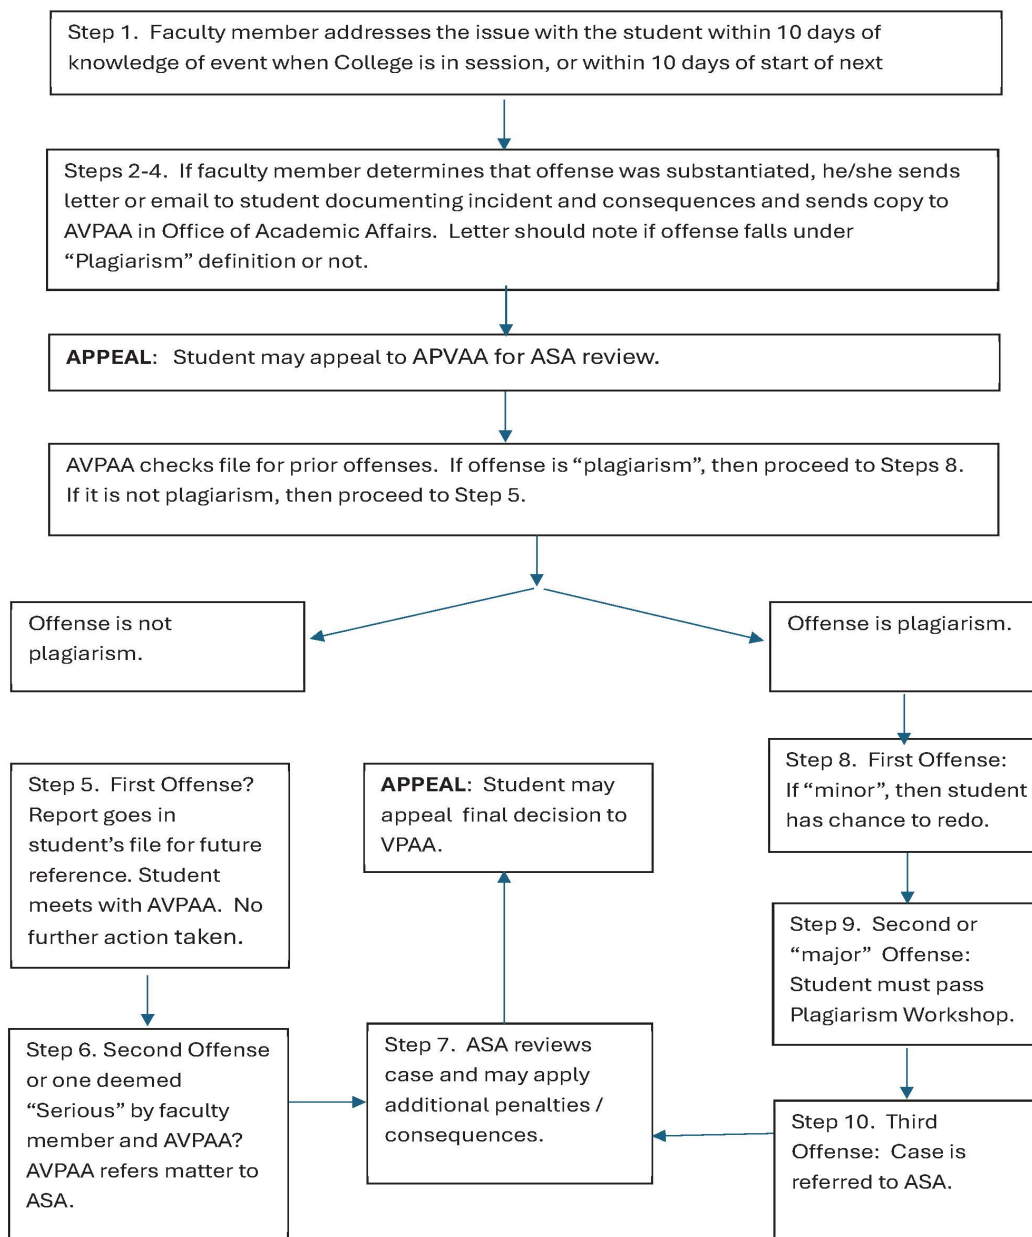 Step 1.  Faculty member addresses the issue with the student within 10 days of
knowledge of event when College is in session, or within 10 days of start of next
Steps 2-4.  If faculty member determines that offense was substantiated, he/she sends
letter or email to student documenting incident and consequences and sends copy to
AVPAA in Office of Academic Affairs.  Letter should note if offense falls under
“Plagiarism” definition or not.
APPEAL:  Student may appeal to APVAA for ASA review.
AVPAA checks file for prior offenses.  If offense is “plagiarism”, then proceed to Steps 8.
If it is not plagiarism, then proceed to Step 5.
Offense is not
plagiarism.
Offense is plagiarism.
Step 5.  First Offense?
Report goes in
student’s file for future
reference. Student
meets with AVPAA.  No
further action taken.
APPEAL:  Student may
appeal  final decision to
VPAA.
Step 8.  First Offense:
If “minor”, then student
has chance to redo.
Step 9.  Second or
“major”  Offense:
Student must pass
Plagiarism Workshop.
Step 6. Second Offense
or one deemed
“Serious” by faculty
member and AVPAA?
AVPAA refers matter to
ASA.
Step 7.  ASA reviews
case and may apply
additional penalties /
consequences.
Step 10.  Third
Offense:  Case is
referred to ASA.